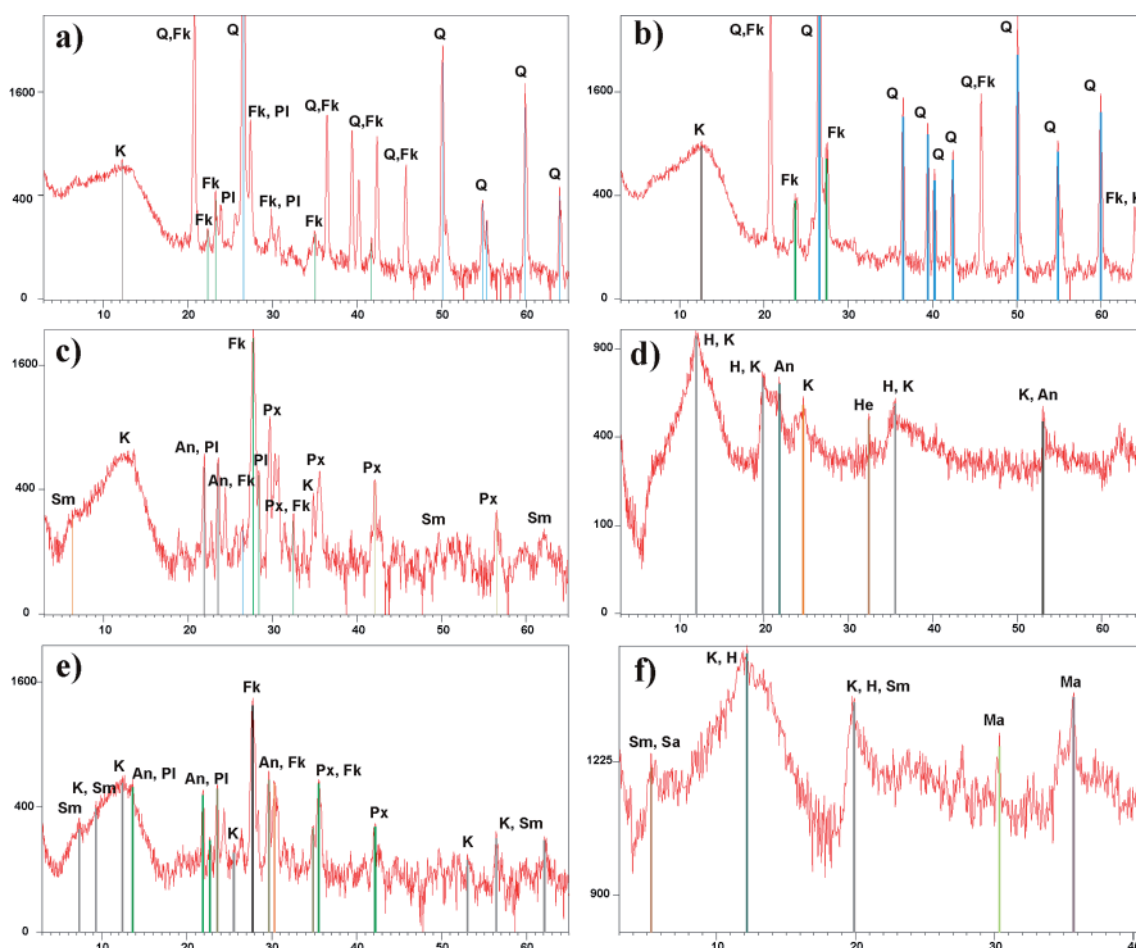 a)
Q,Fk
Q
Q
Q
Fk, Pl
Q,Fk
Q,Fk
Q,Fk
K
Fk
Pl
Fk
Fk, Pl
Fk
Q
Q
1600
400
0
10
20
30
40
50
60
b)
Q,Fk
Q
Q
Q
Q,Fk
Q
Q
Q
Q
K
Fk
Fk
Fk,
1600
400
0
10
20
30
40
50
60
c)
Fk
Px
K
An, Pl
Pl
Px
Px
An, Fk
K
Sm
Px, Fk
Px
Sm
Sm
1600
400
0
10
20
30
40
50
60
d)
H, K
H, K
An
K
H, K
K, An
He
900
400
100
0
10
20
30
40
50
60
e)
Fk
K
An, Pl
An, Pl
An, Fk
Px, Fk
K, Sm
Sm
Px
K
K
K, Sm
1600
400
0
10
20
30
40
50
60
f)
K, H
K, H, Sm
Ma
Ma
Sm, Sa
1225
900
10
20
30